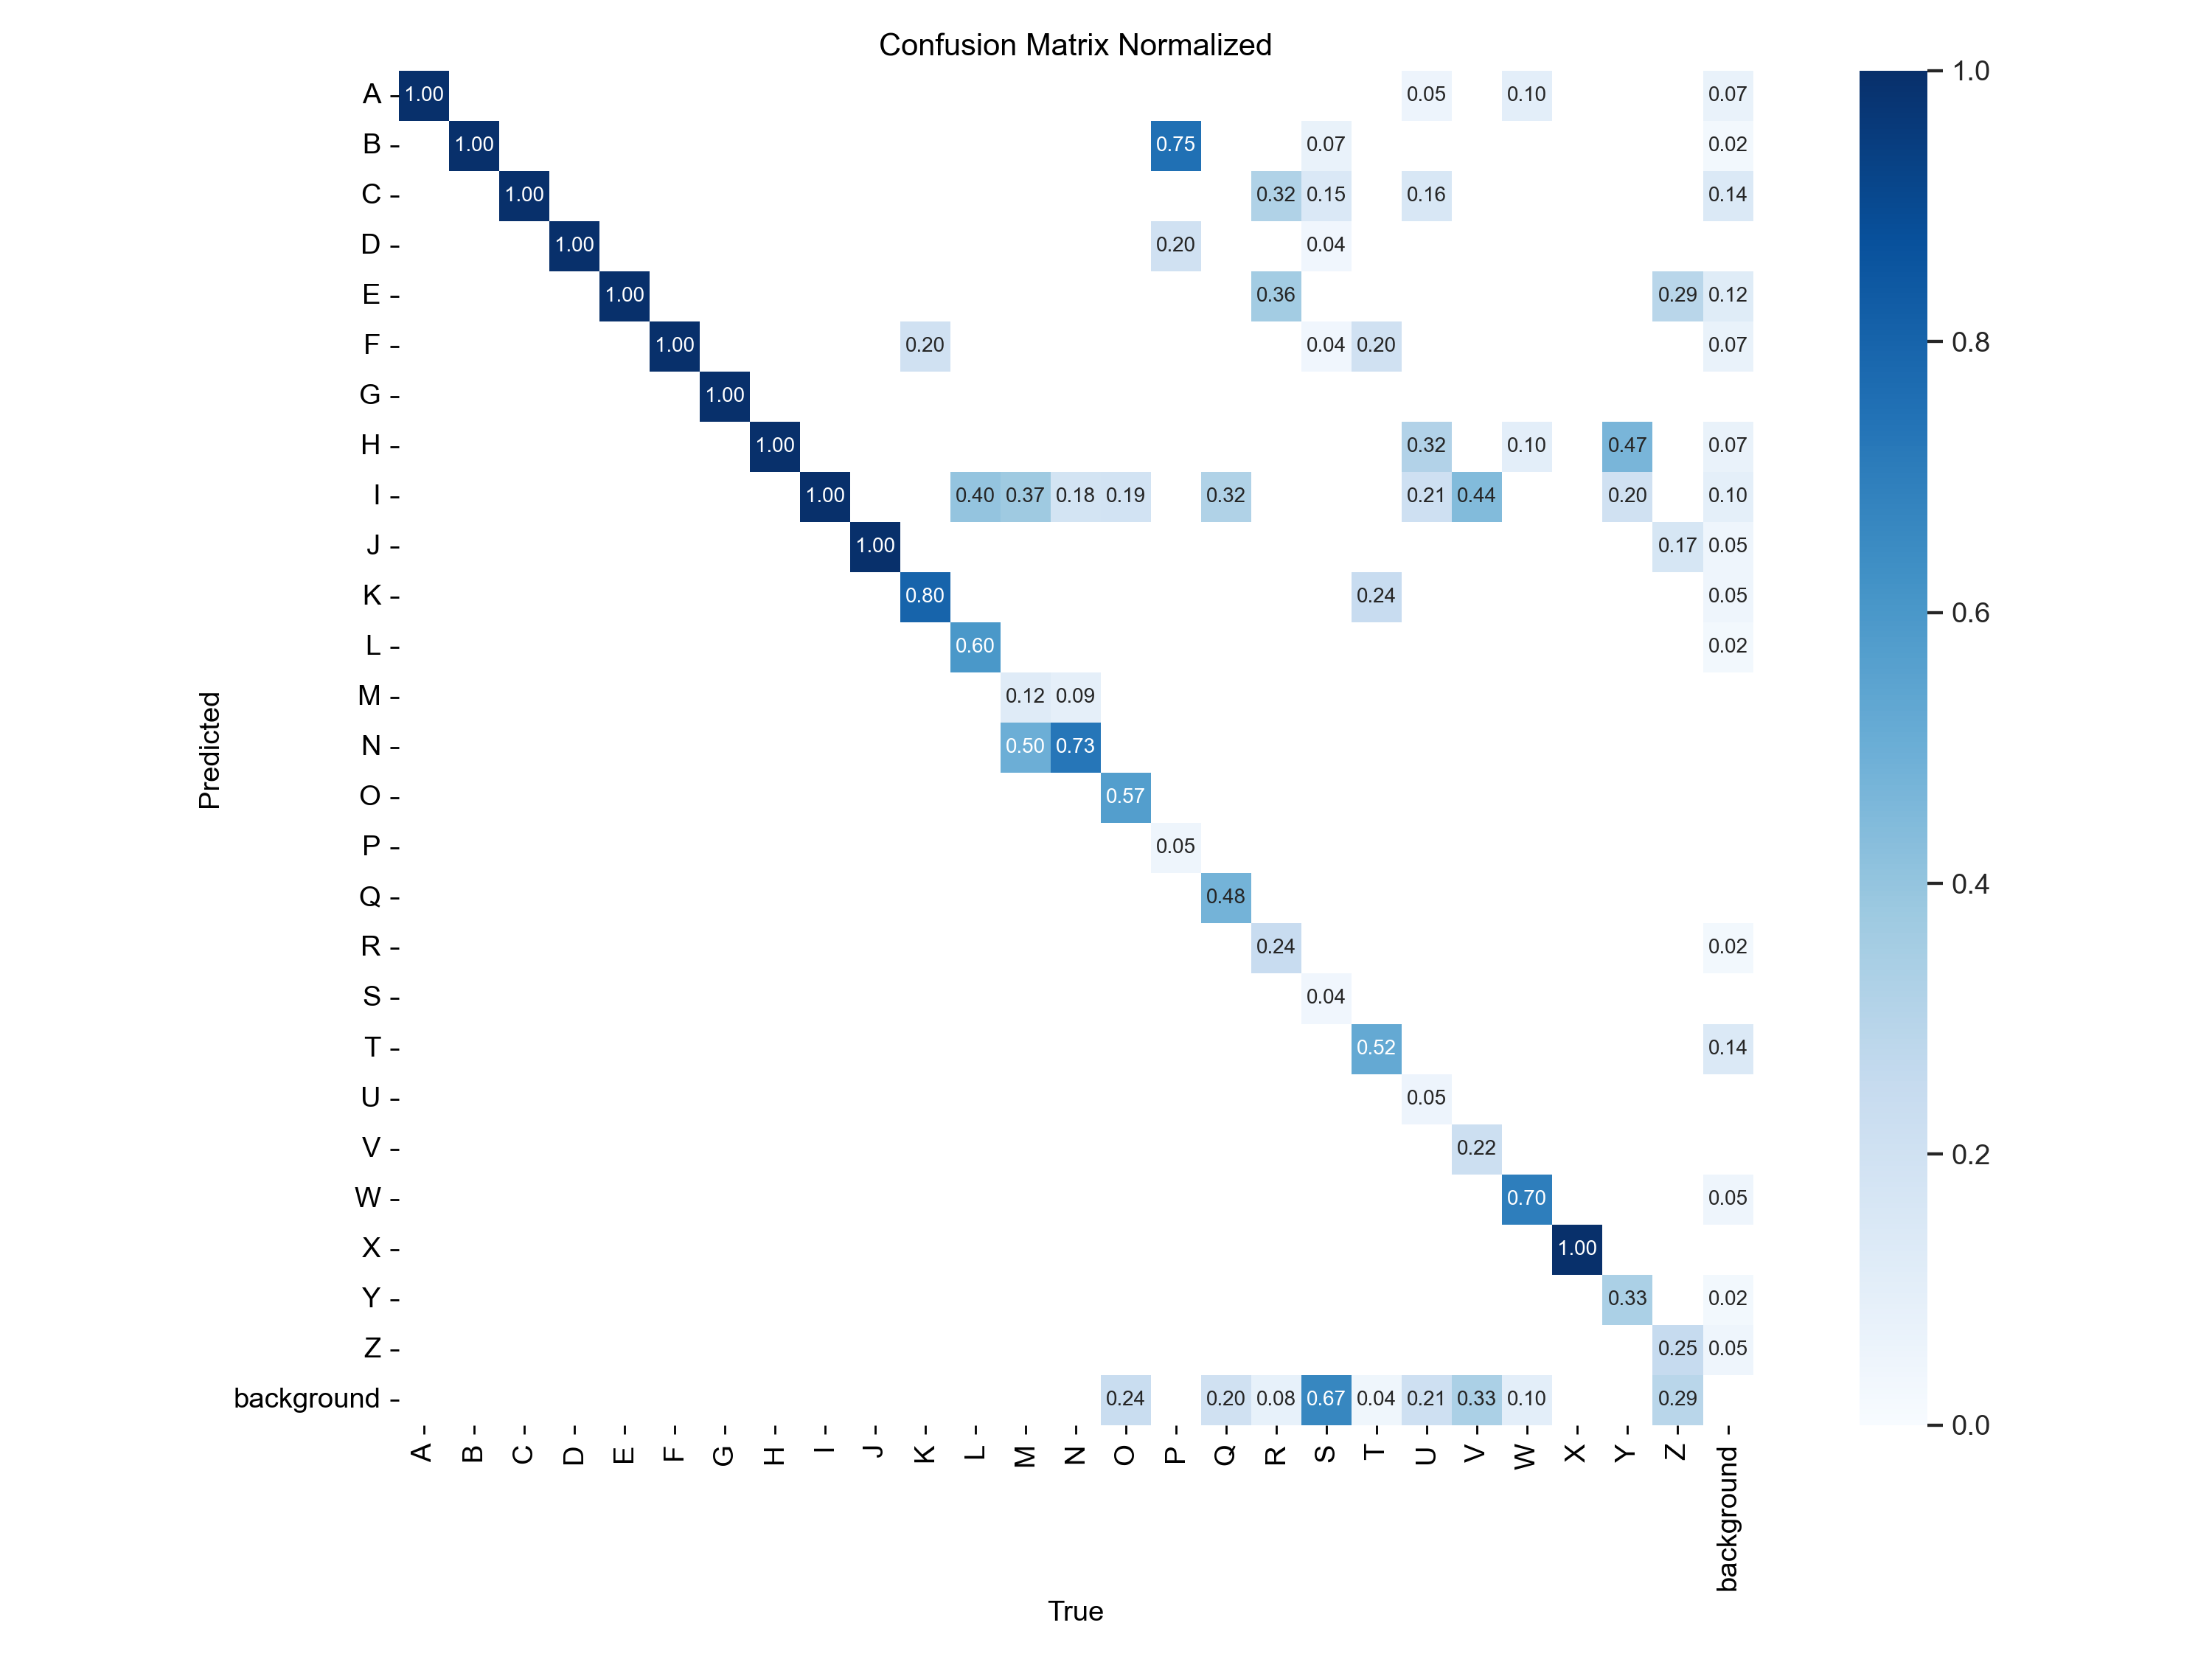 Confusion Matrix Normalized
A 1.00 0.05 0.10 0.07
B 1.00 0.75 0.07 0.02
C 1.00 0.32 0.15 0.16 0.14
D 1.00 0.20 0.04
E 1.00 0.36 0.29 0.12
F 1.00 0.20 0.04 0.20 0.07
G 1.00
H 1.00 0.32 0.10 0.47 0.07
I 1.00 0.40 0.37 0.18 0.19 0.32 0.21 0.44 0.20 0.10
J 1.00 0.17 0.05
K 0.80 0.24 0.05
L 0.60 0.02
M 0.12 0.09
N 0.50 0.73
O 0.57
P 0.05
Q 0.48
R 0.24 0.02
S 0.04
T 0.52 0.14
U 0.05
V 0.22
W 0.70 0.05
X 1.00
Y 0.33 0.02
Z 0.25 0.05
background 0.24 0.20 0.08 0.67 0.04 0.21 0.33 0.10 0.29
A B C D E F G H I J K L M N O P Q R S T U V W X Y Z background
Predicted
True
1.0
0.8
0.6
0.4
0.2
0.0